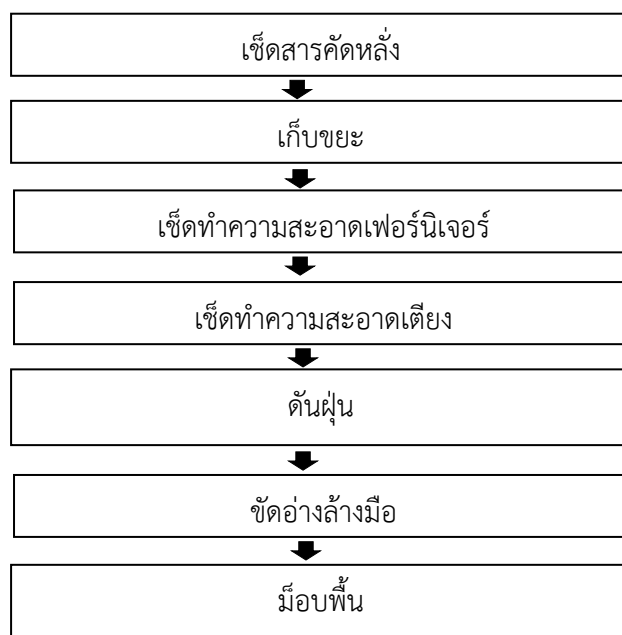 เช็ดสารคัดหลั่ง
เก็บขยะ
เช็ดทำความสะอาดเฟอร์นิเจอร์
เช็ดทำความสะอาดเตียง
ดันฝุ่น
ขัดอ่างล้างมือ
ม็อบพื้น